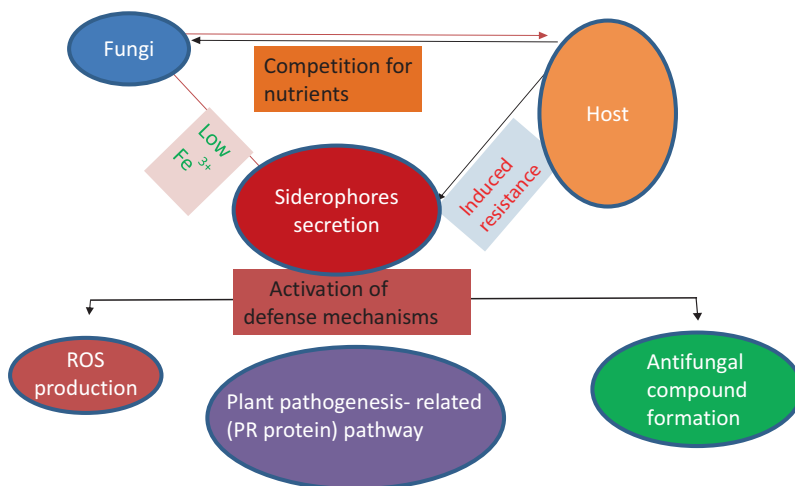 Fungi
Competition for
nutrients
Host
Low
Fe 3+
Siderophores
secretion
Induced
resistance
Activation of
defense mechanisms
ROS
production
Plant pathogenesis- related
(PR protein) pathway
Antifungal
compound
formation